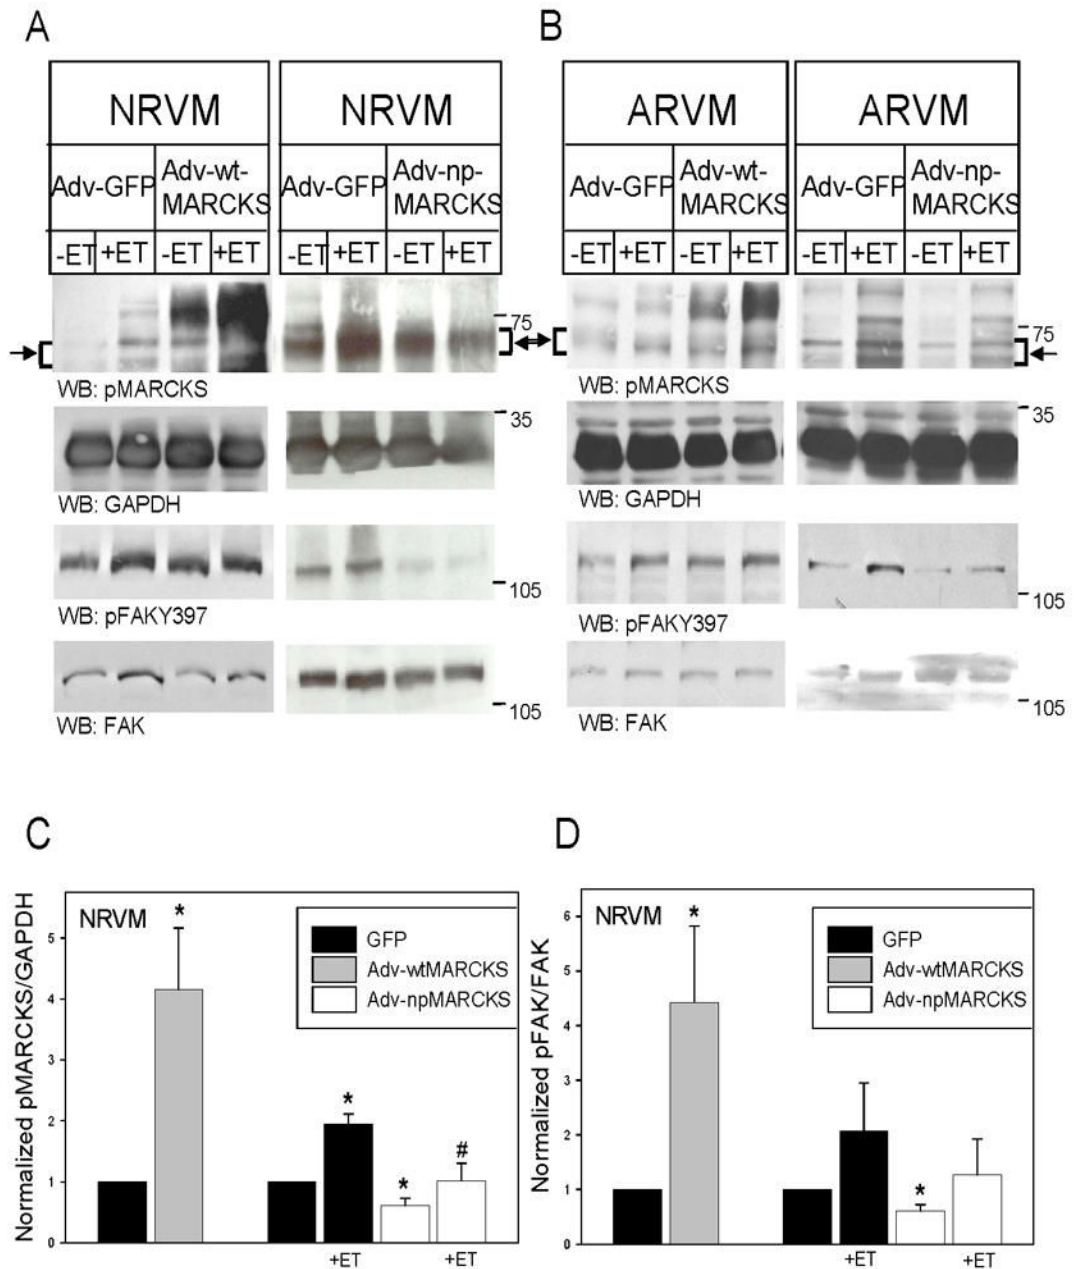 A
B
NRVM NRVM ARVM ARVM
Adv-GFP Adv-wt-MARCKS Adv-GFP Adv-np-MARCKS Adv-GFP Adv-wt-MARCKS Adv-GFP Adv-np-MARCKS
-ET +ET -ET +ET -ET +ET -ET +ET -ET +ET -ET +ET -ET +ET -ET +ET
75 75
WB: pMARCKS WB: pMARCKS
35 35
WB: GAPDH WB: GAPDH
105 105
WB: pFAKY397 WB: pFAKY397
105 105
WB: FAK WB: FAK
C
Normalized pMARCKS/GAPDH
NRVM
GFP
Adv-wtMARCKS
Adv-npMARCKS
5
4
3
2
1
0
*
*
*
#
+ET +ET
D
Normalized pFAK/FAK
NRVM
GFP
Adv-wtMARCKS
Adv-npMARCKS
6
5
4
3
2
1
0
*
*
+ET +ET